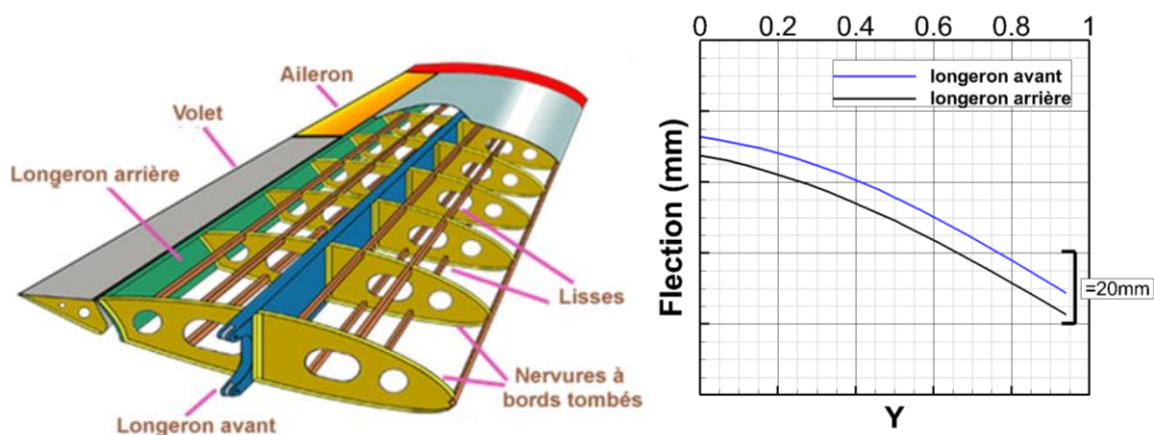 Aileron
Volet
Longeron arrière
Lisses
Nervures à
bords tombés
Longeron avant
0 0.2 0.4 0.6 0.8 1
longeron avant
longeron arrière
Flection (mm)
=20mm
Y